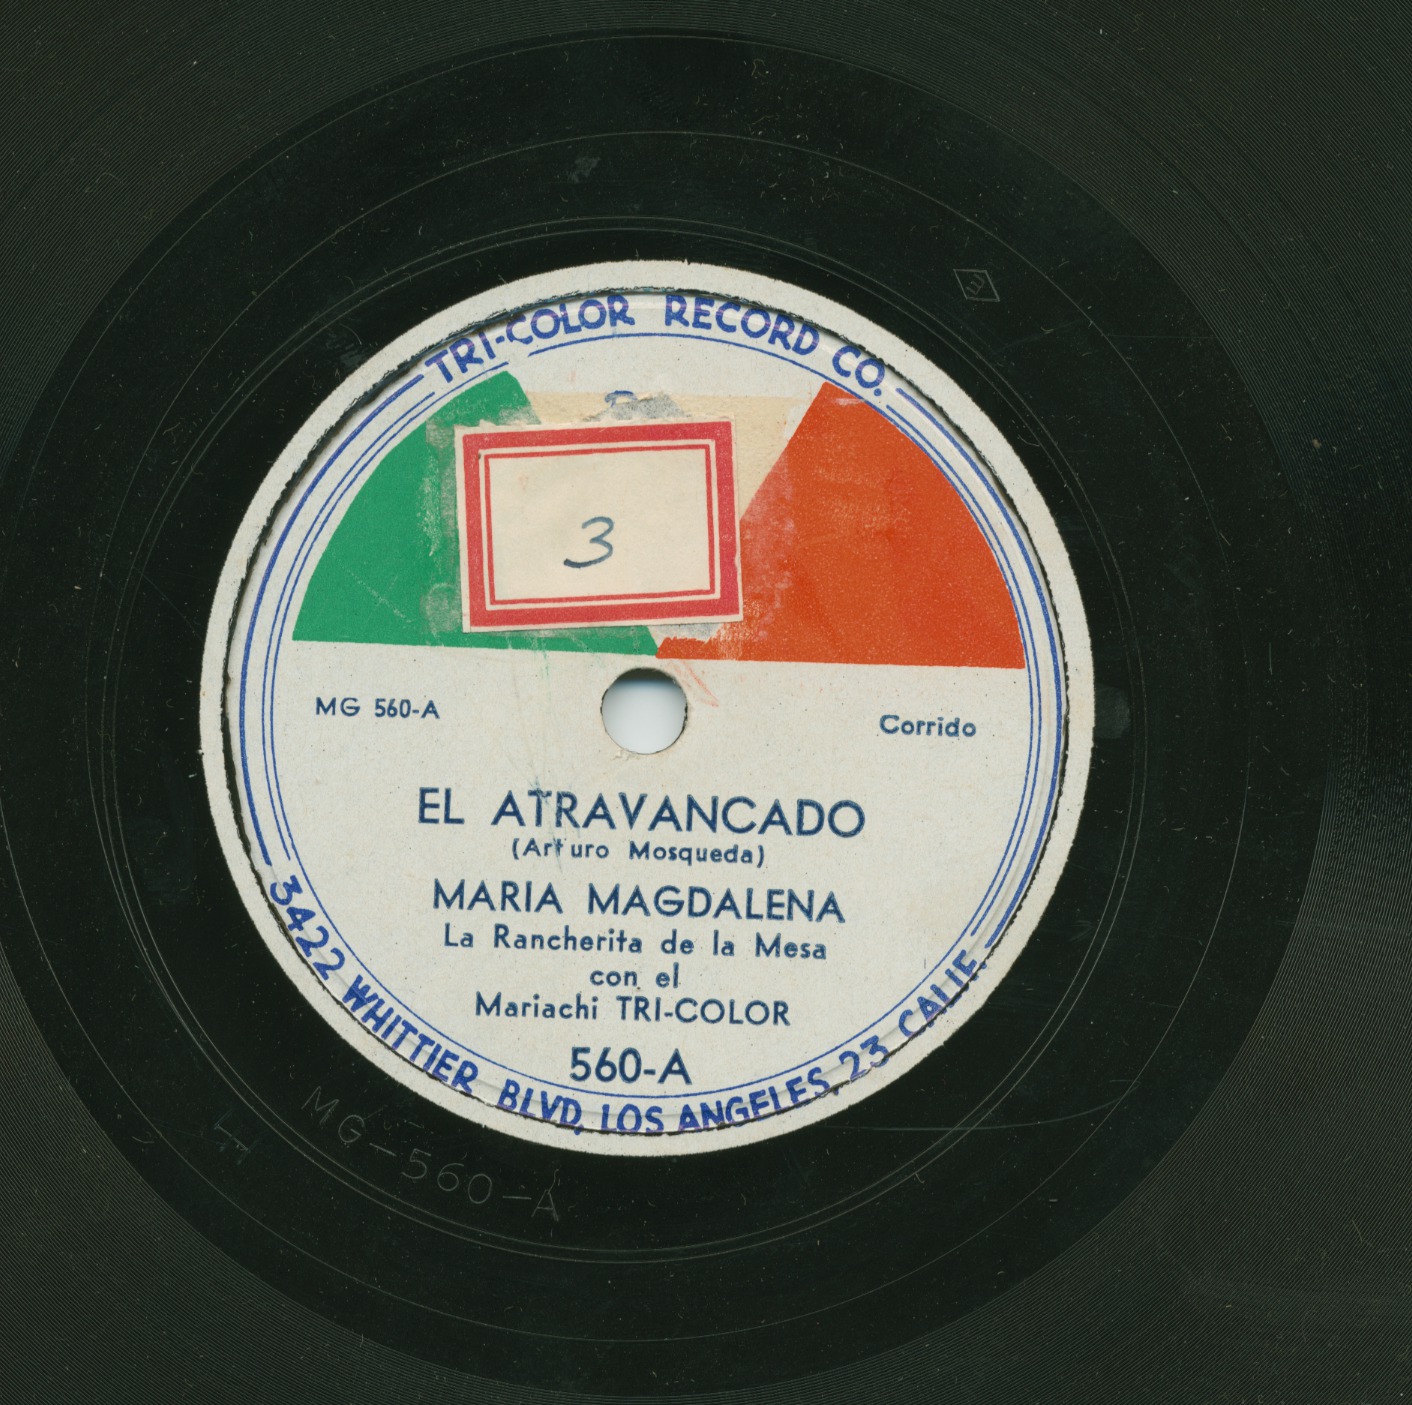 TRI-COLOR RECORD CO.
3
MG 560-A
Corrido
EL ATRAVANCADO
(Arturo Mosqueda)
MARIA MAGDALENA
La Rancherita de la Mesa
con el
Mariachi TRI-COLOR
560-A
3422 WHITTIER BLVD, LOS ANGELES, 23 CALIF.
MG-560-A